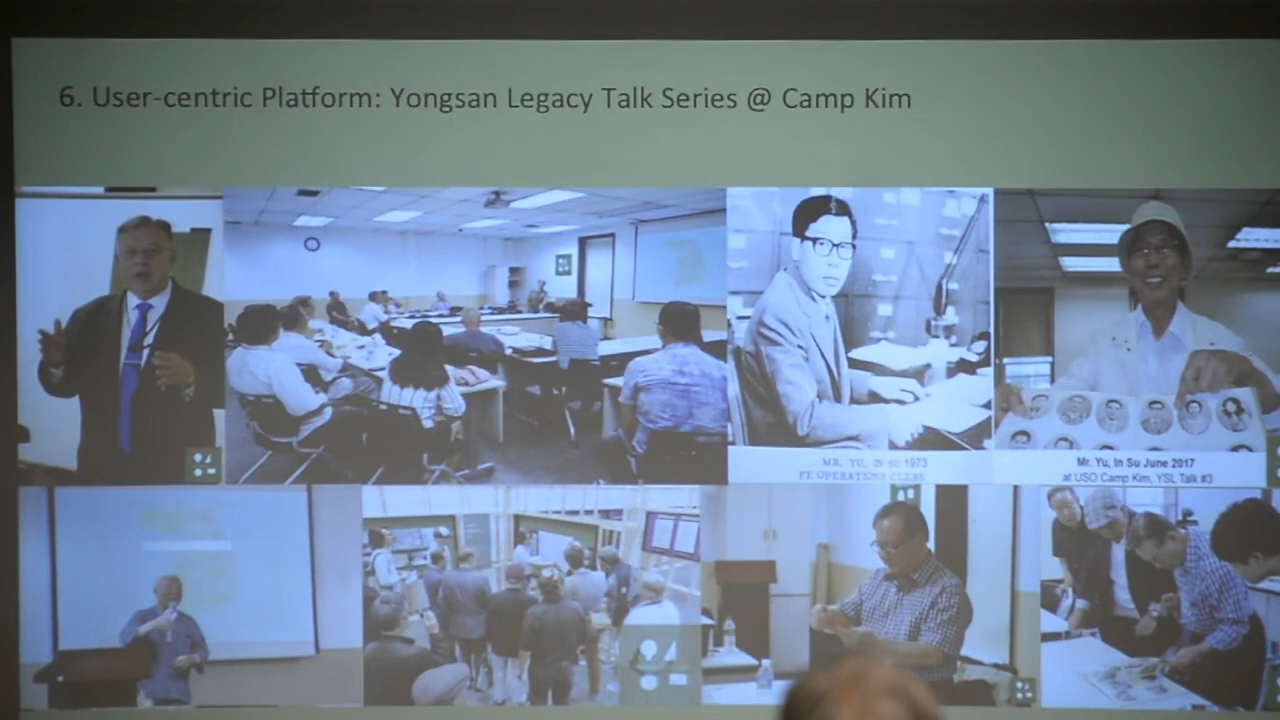 6. User-centric Platform: Yongsan Legacy Talk Series @ Camp Kim
MR. YU, IN SU 1973
FE OPERATIONS CLERK
Mr. Yu, In Su June 2017
at USO Camp Kim, YSL Talk #3